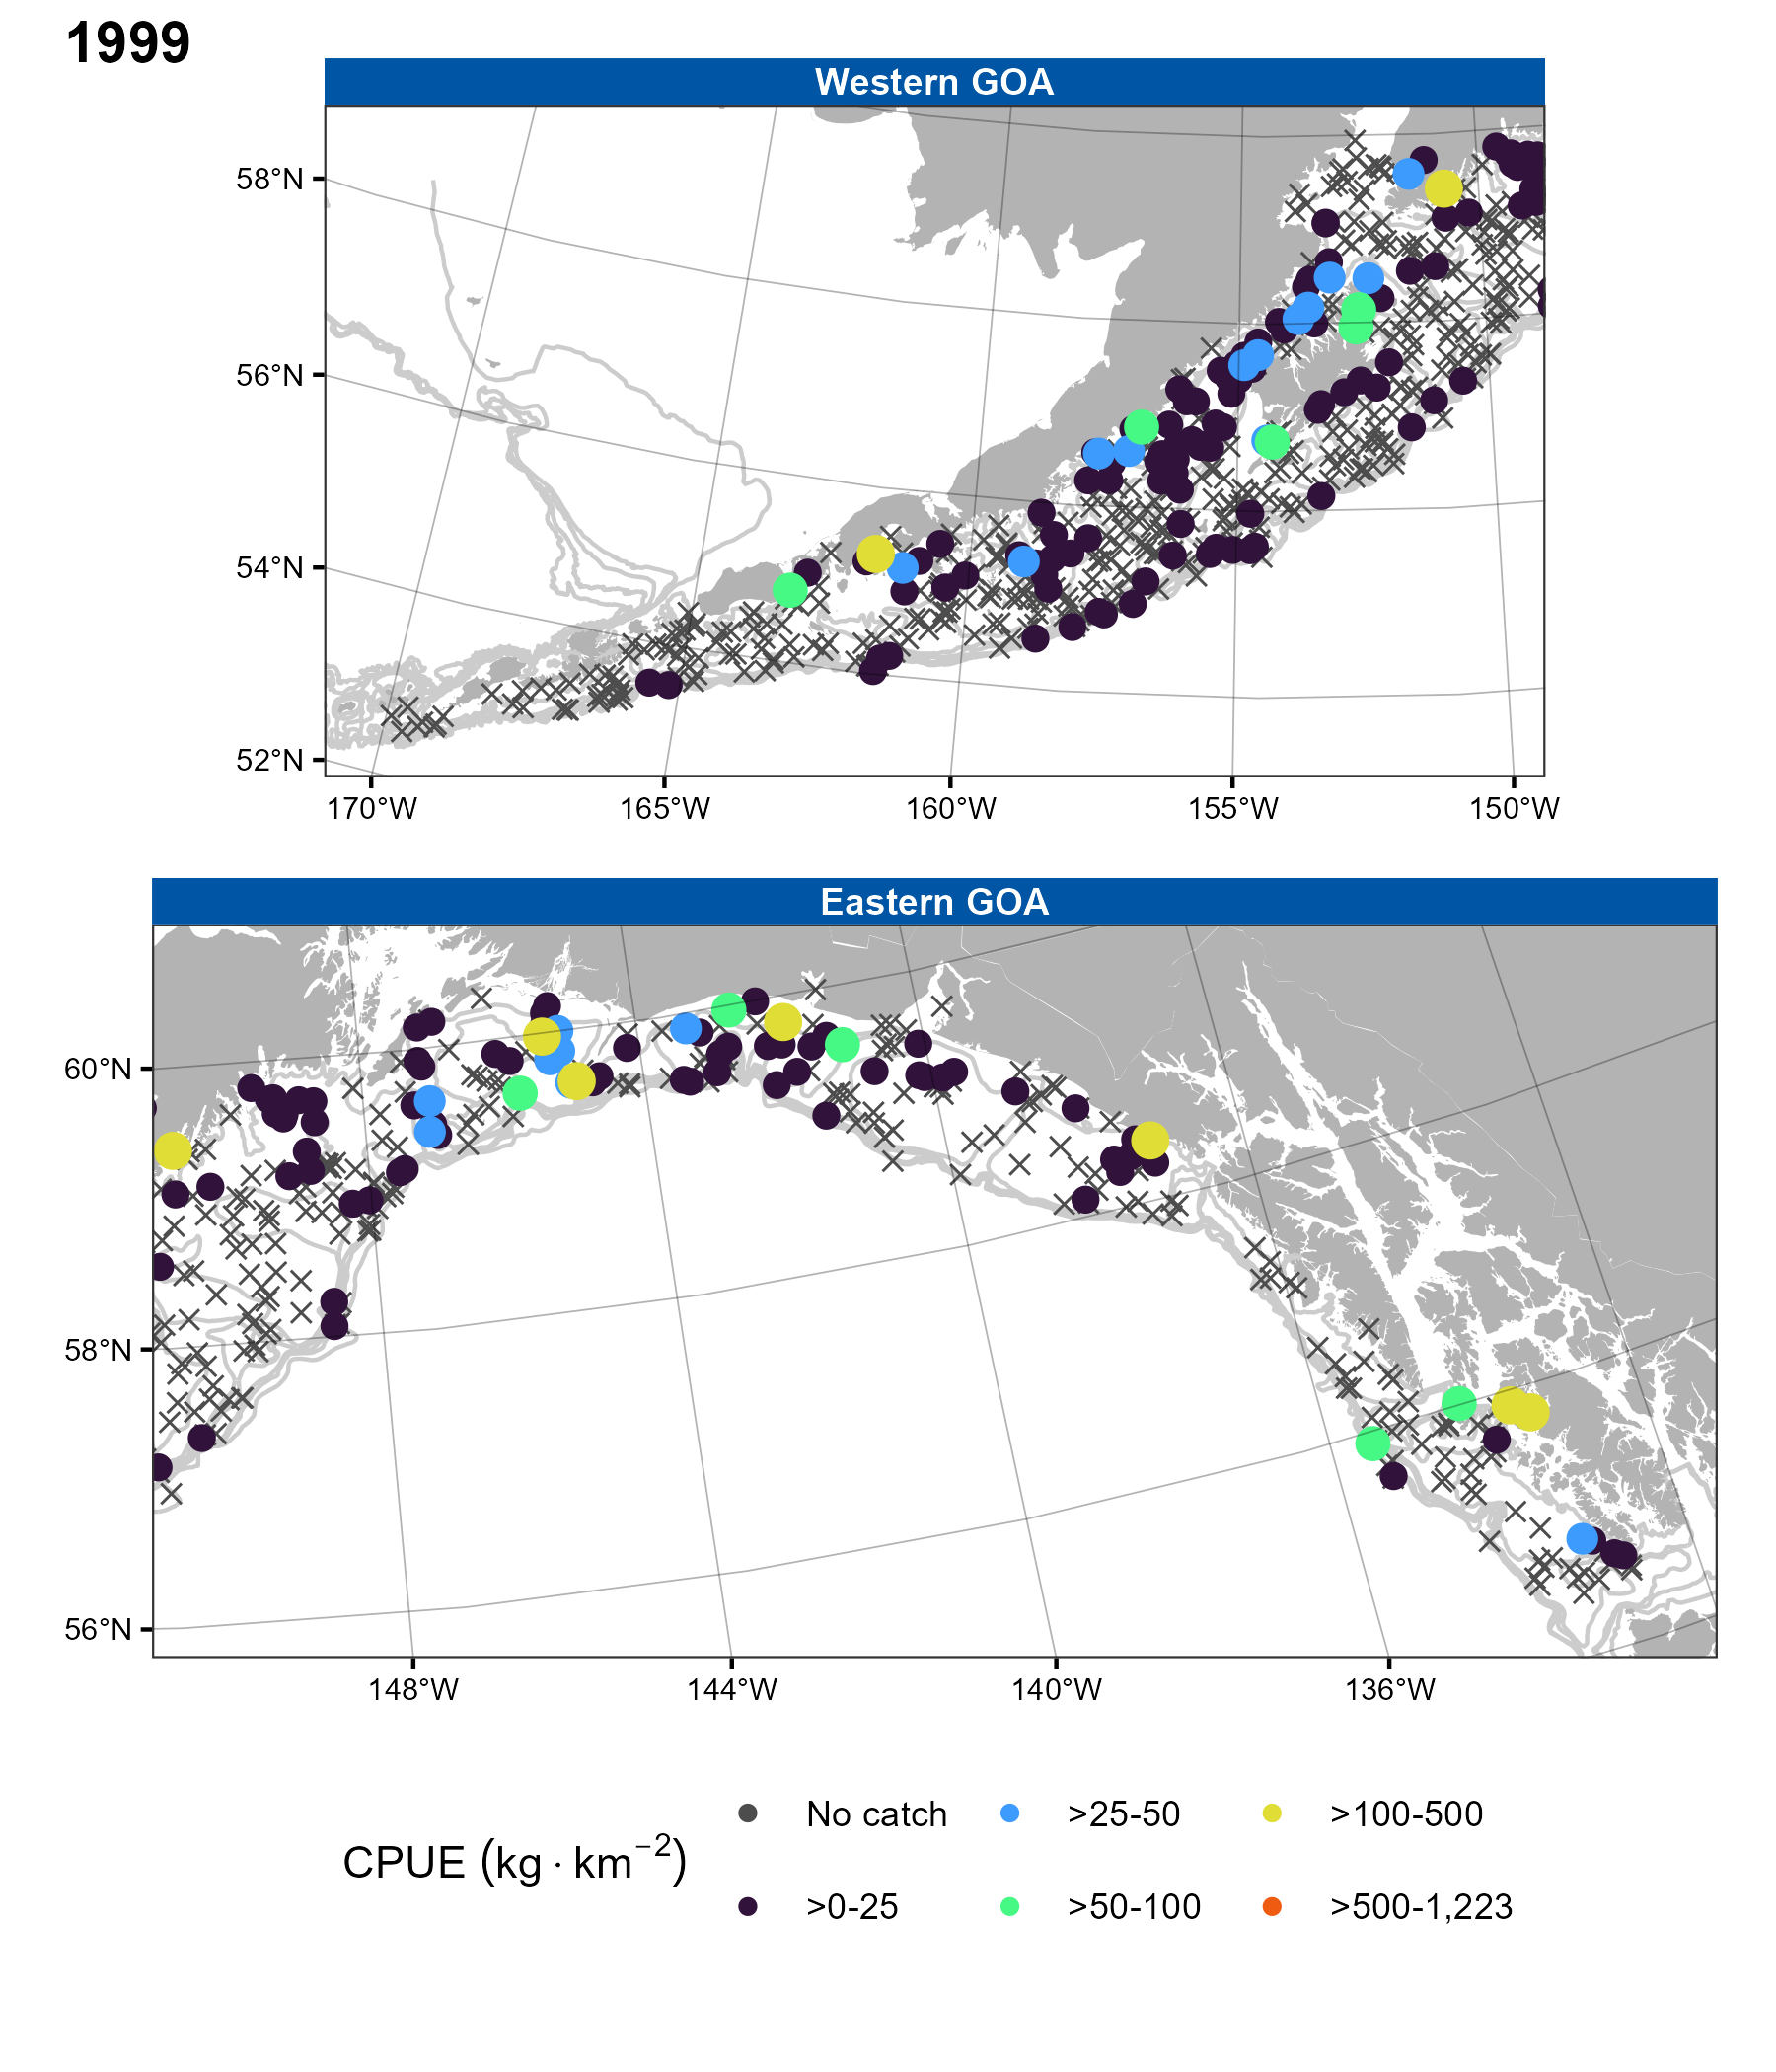 1999
Western GOA
58°N
56°N
54°N
52°N
170°W 165°W 160°W 155°W 150°W
Eastern GOA
60°N
58°N
56°N
148°W 144°W 140°W 136°W
CPUE (kg · km⁻²)
No catch >25-50 >100-500
>0-25 >50-100 >500-1,223